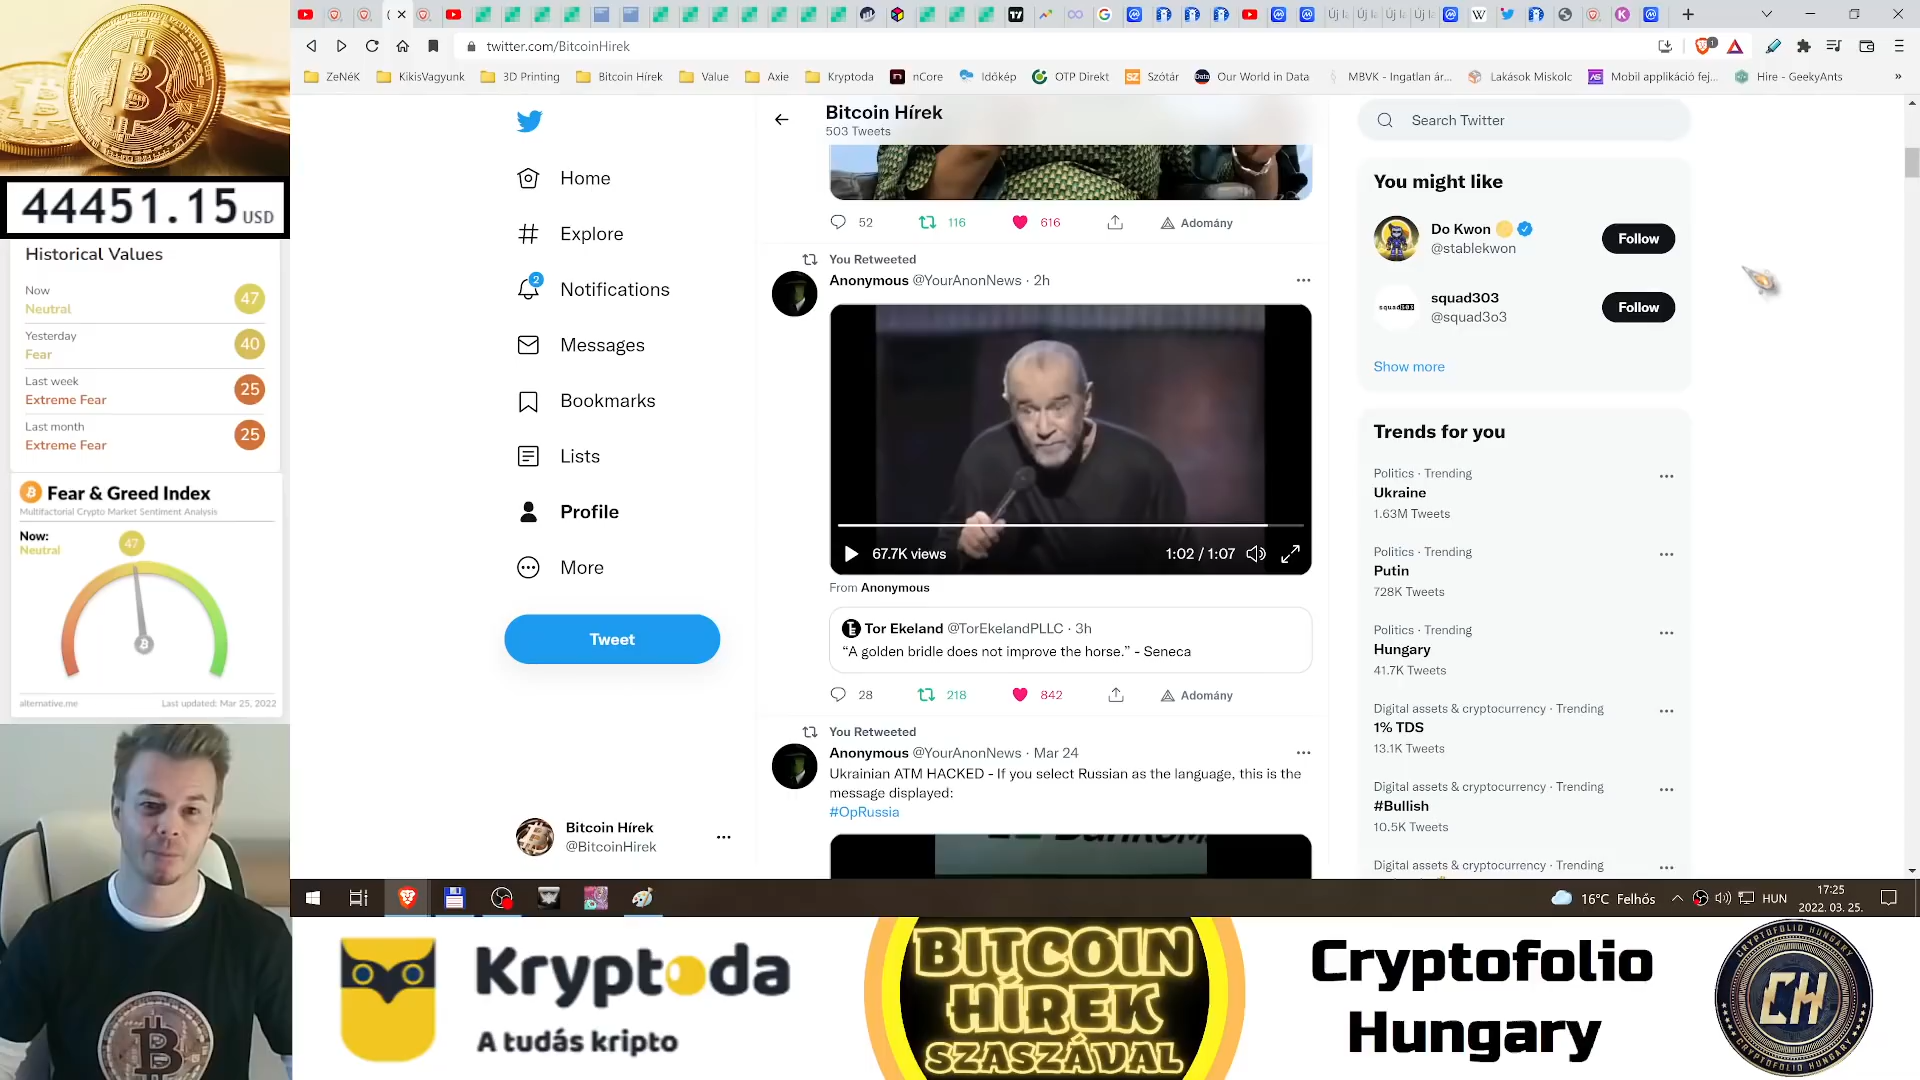 44451.15 USD
Historical Values
Now
Neutral
47
Yesterday
Fear
40
Last week
Extreme Fear
25
Last month
Extreme Fear
25
Fear & Greed Index
Multifactorial Crypto Market Sentiment Analysis
Now:
Neutral
47
alternative.me
Last updated: Mar 25, 2022
twitter.com/BitcoinHirek
1
ZeNéK
KikisVagyunk
3D Printing
Bitcoin Hírek
Value
Axie
Kryptoda
nCore
Időkép
OTP Direkt
SZ
Szótár
Our World in Data
MBVK - Ingatlan ár...
Lakások Miskolc
Mobil applikáció fej...
Hire - GeekyAnts
»
Home
Explore
2
Notifications
Messages
Bookmarks
Lists
Profile
More
Tweet
Bitcoin Hírek
@BitcoinHirek
Bitcoin Hírek
503 Tweets
52
116
616
Adomány
You Retweeted
Anonymous @YourAnonNews · 2h
67.7K views
1:02 / 1:07
From Anonymous
Tor Ekeland @TorEkelandPLLC · 3h
“A golden bridle does not improve the horse.” - Seneca
28
218
842
Adomány
You Retweeted
Anonymous @YourAnonNews · Mar 24
Ukrainian ATM HACKED - If you select Russian as the language, this is the
message displayed:
#OpRussia
Search Twitter
You might like
Do Kwon
@stablekwon
Follow
squad303
squad303
@squad3o3
Follow
Show more
Trends for you
Politics · Trending
Ukraine
1.63M Tweets
Politics · Trending
Putin
728K Tweets
Politics · Trending
Hungary
41.7K Tweets
Digital assets & cryptocurrency · Trending
1% TDS
13.1K Tweets
Digital assets & cryptocurrency · Trending
#Bullish
10.5K Tweets
Digital assets & cryptocurrency · Trending
16°C Felhős
HUN
17:25
2022. 03. 25.
Kryptoda
A tudás kripto
BITCOIN
HÍREK
SZASZÁVAL
Cryptofolio
Hungary
CRYPTOFOLIO HUNGARY
CH
CRYPTOFOLIO HUNGARY